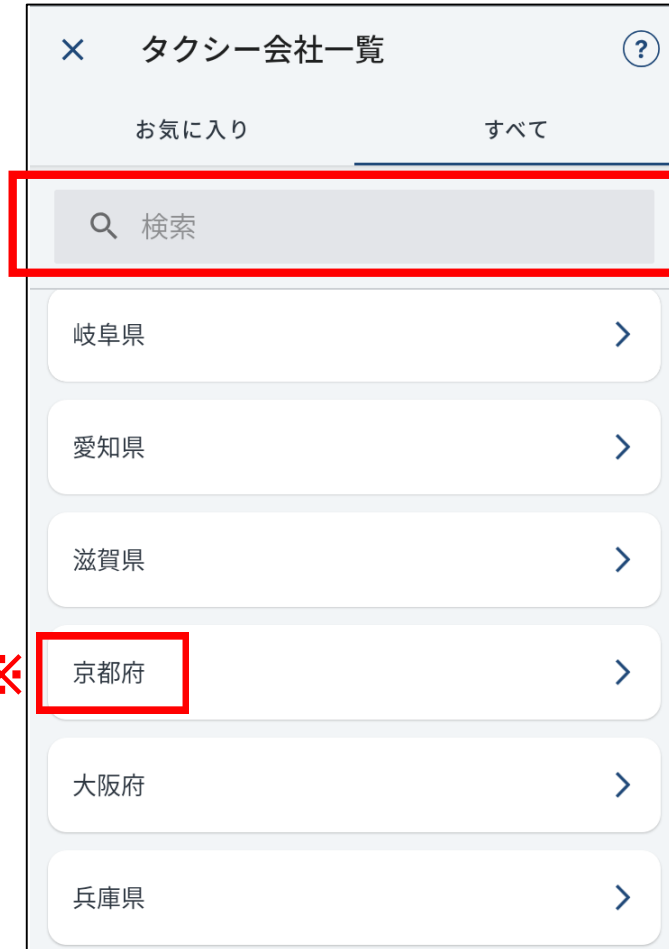 × タクシー会社一覧 ?
お気に入り すべて
検索
岐阜県
愛知県
滋賀県
※ 京都府
大阪府
兵庫県